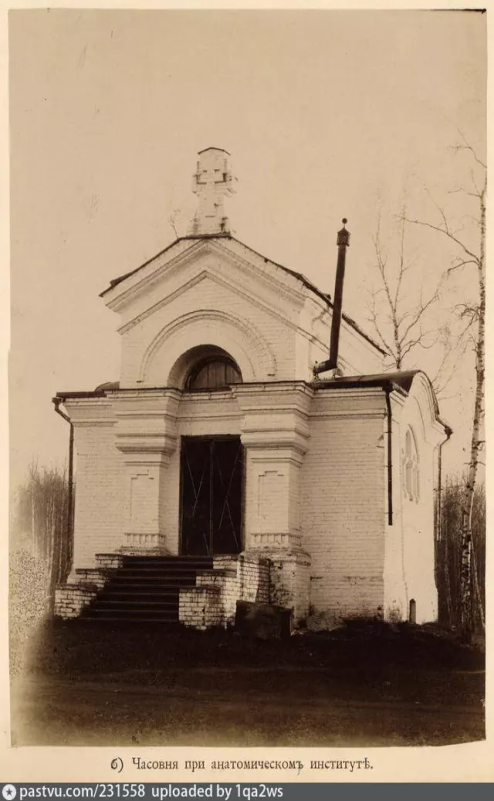 б) Часовня при анатомическомъ институтѣ.
pastvu.com/231558 uploaded by 1qa2ws